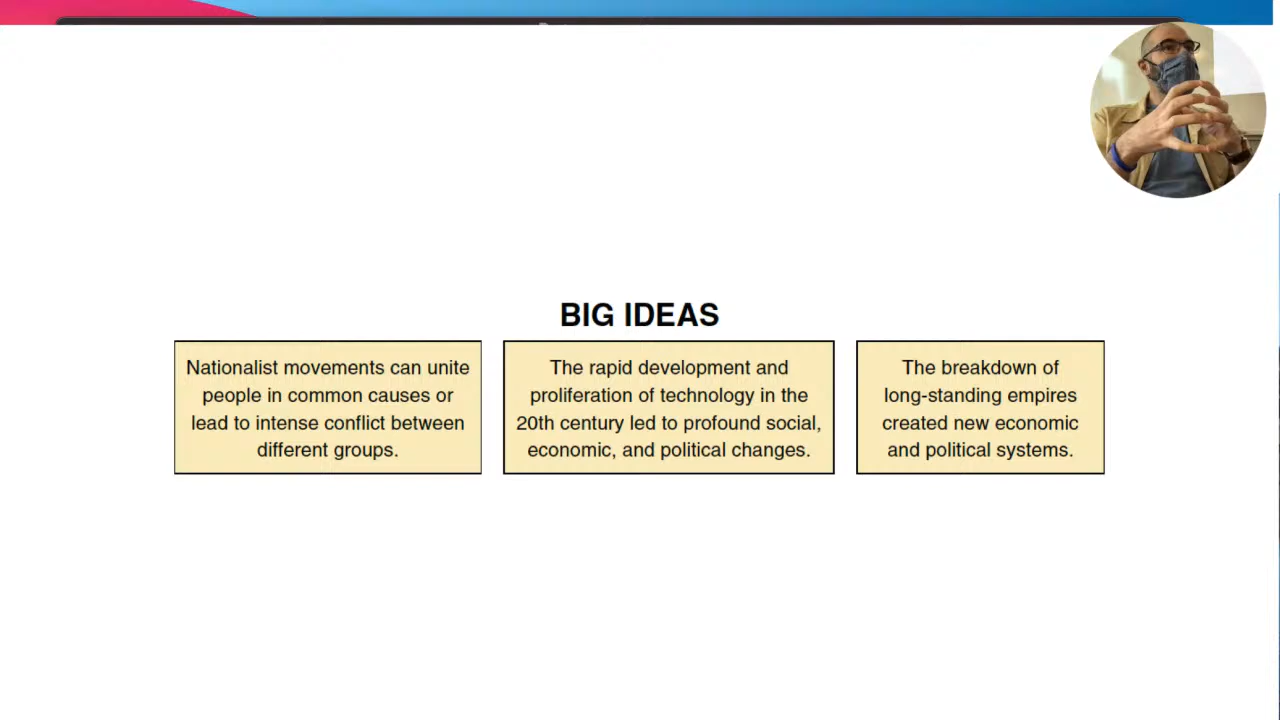 BIG IDEAS
Nationalist movements can unite
people in common causes or
lead to intense conflict between
different groups.
The rapid development and
proliferation of technology in the
20th century led to profound social,
economic, and political changes.
The breakdown of
long-standing empires
created new economic
and political systems.